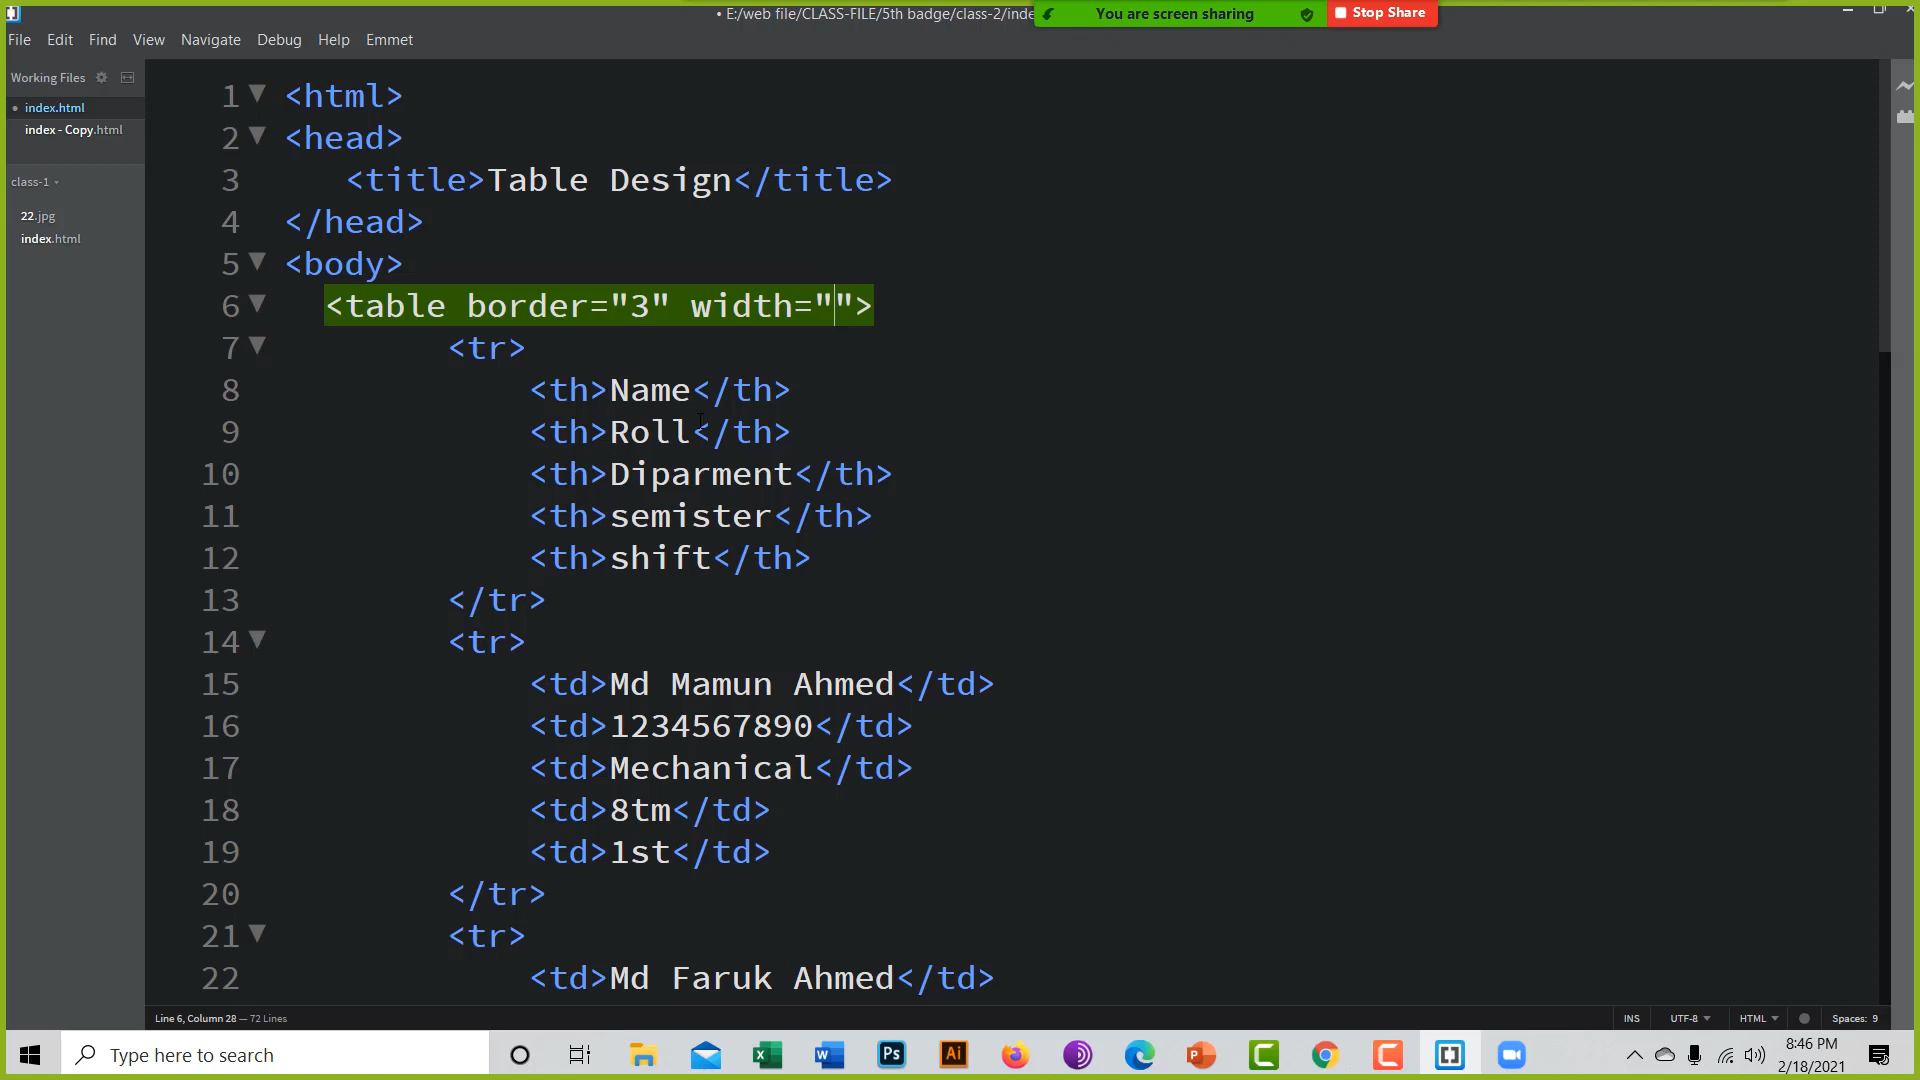 • E:/web file/CLASS-FILE/5th badge/class-2/inde
You are screen sharing
Stop Share
File Edit Find View Navigate Debug Help Emmet
Working Files
index.html
index - Copy.html
class-1
22.jpg
index.html
1 <html>
2 <head>
3 <title>Table Design</title>
4 </head>
5 <body>
6 <table border="3" width="">
7 <tr>
8 <th>Name</th>
9 <th>Roll</th>
10 <th>Diparment</th>
11 <th>semister</th>
12 <th>shift</th>
13 </tr>
14 <tr>
15 <td>Md Mamun Ahmed</td>
16 <td>1234567890</td>
17 <td>Mechanical</td>
18 <td>8tm</td>
19 <td>1st</td>
20 </tr>
21 <tr>
22 <td>Md Faruk Ahmed</td>
Line 6, Column 28 — 72 Lines
INS UTF-8 HTML Spaces: 9
Type here to search
Ps
Ai
8:46 PM
2/18/2021